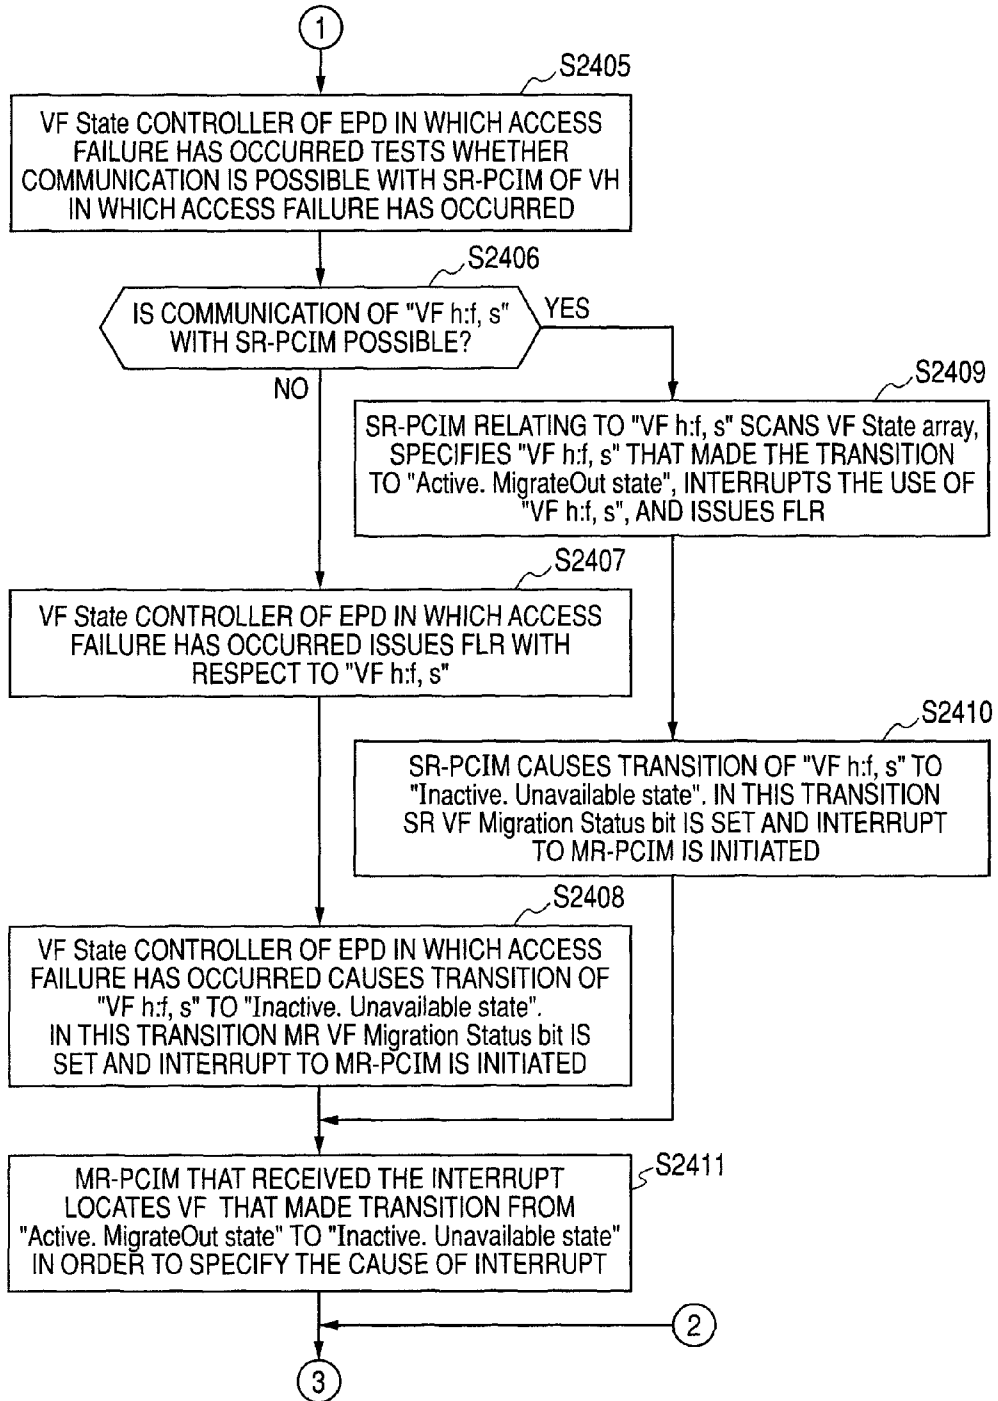 1
S2405
VF State CONTROLLER OF EPD IN WHICH ACCESS
FAILURE HAS OCCURRED TESTS WHETHER
COMMUNICATION IS POSSIBLE WITH SR-PCIM OF VH
IN WHICH ACCESS FAILURE HAS OCCURRED
S2406
IS COMMUNICATION OF "VF h:f, s"
WITH SR-PCIM POSSIBLE?
YES
NO
S2409
SR-PCIM RELATING TO "VF h:f, s" SCANS VF State array,
SPECIFIES "VF h:f, s" THAT MADE THE TRANSITION
TO "Active. MigrateOut state", INTERRUPTS THE USE OF
"VF h:f, s", AND ISSUES FLR
S2407
VF State CONTROLLER OF EPD IN WHICH ACCESS
FAILURE HAS OCCURRED ISSUES FLR WITH
RESPECT TO "VF h:f, s"
S2410
SR-PCIM CAUSES TRANSITION OF "VF h:f, s" TO
"Inactive. Unavailable state". IN THIS TRANSITION
SR VF Migration Status bit IS SET AND INTERRUPT
TO MR-PCIM IS INITIATED
S2408
VF State CONTROLLER OF EPD IN WHICH ACCESS
FAILURE HAS OCCURRED CAUSES TRANSITION OF
"VF h:f, s" TO "Inactive. Unavailable state".
IN THIS TRANSITION MR VF Migration Status bit IS
SET AND INTERRUPT TO MR-PCIM IS INITIATED
S2411
MR-PCIM THAT RECEIVED THE INTERRUPT
LOCATES VF THAT MADE TRANSITION FROM
"Active. MigrateOut state" TO "Inactive. Unavailable state"
IN ORDER TO SPECIFY THE CAUSE OF INTERRUPT
2
3